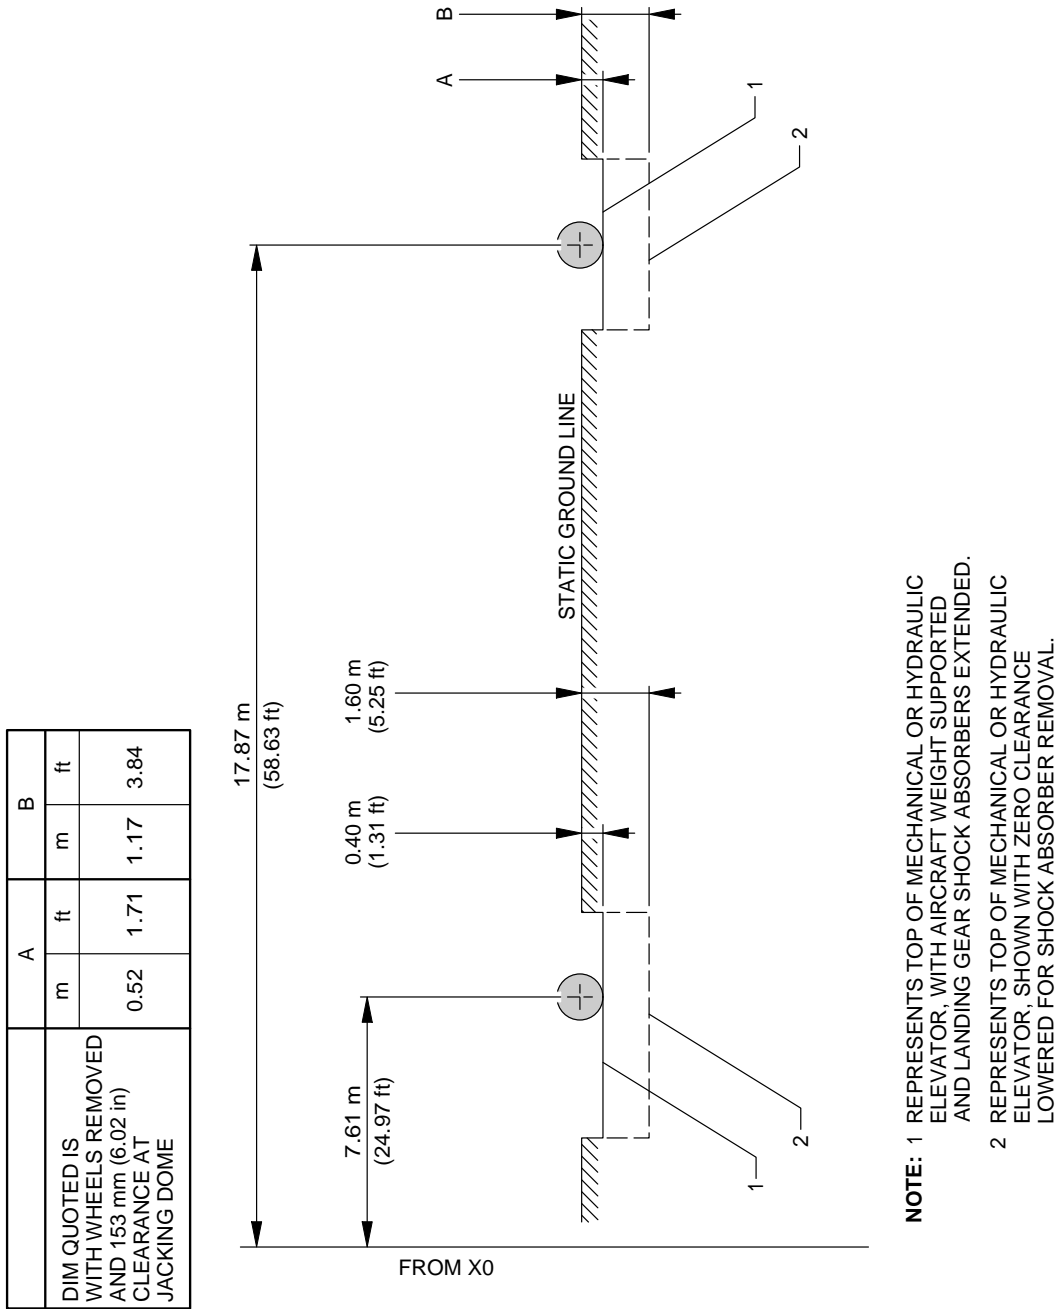 A
B
m
ft
m
ft
DIM QUOTED IS
WITH WHEELS REMOVED
AND 153 mm (6.02 in)
CLEARANCE AT
JACKING DOME
0.52
1.71
1.17
3.84
17.87 m
(58.63 ft)
7.61 m
(24.97 ft)
0.40 m
(1.31 ft)
1.60 m
(5.25 ft)
A
B
STATIC GROUND LINE
1
2
1
2
FROM X0
NOTE: 1 REPRESENTS TOP OF MECHANICAL OR HYDRAULIC
ELEVATOR, WITH AIRCRAFT WEIGHT SUPPORTED
AND LANDING GEAR SHOCK ABSORBERS EXTENDED.
2 REPRESENTS TOP OF MECHANICAL OR HYDRAULIC
ELEVATOR, SHOWN WITH ZERO CLEARANCE
LOWERED FOR SHOCK ABSORBER REMOVAL.